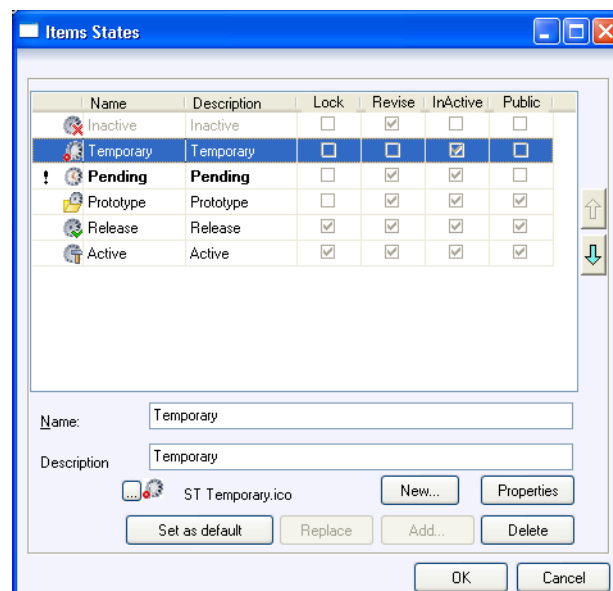 Items States
Name Description Lock Revise InActive Public
Inactive Inactive
Temporary Temporary
! Pending Pending
Prototype Prototype
Release Release
Active Active
Name: Temporary
Description Temporary
... ST Temporary.ico New... Properties
Set as default Replace Add... Delete
OK Cancel